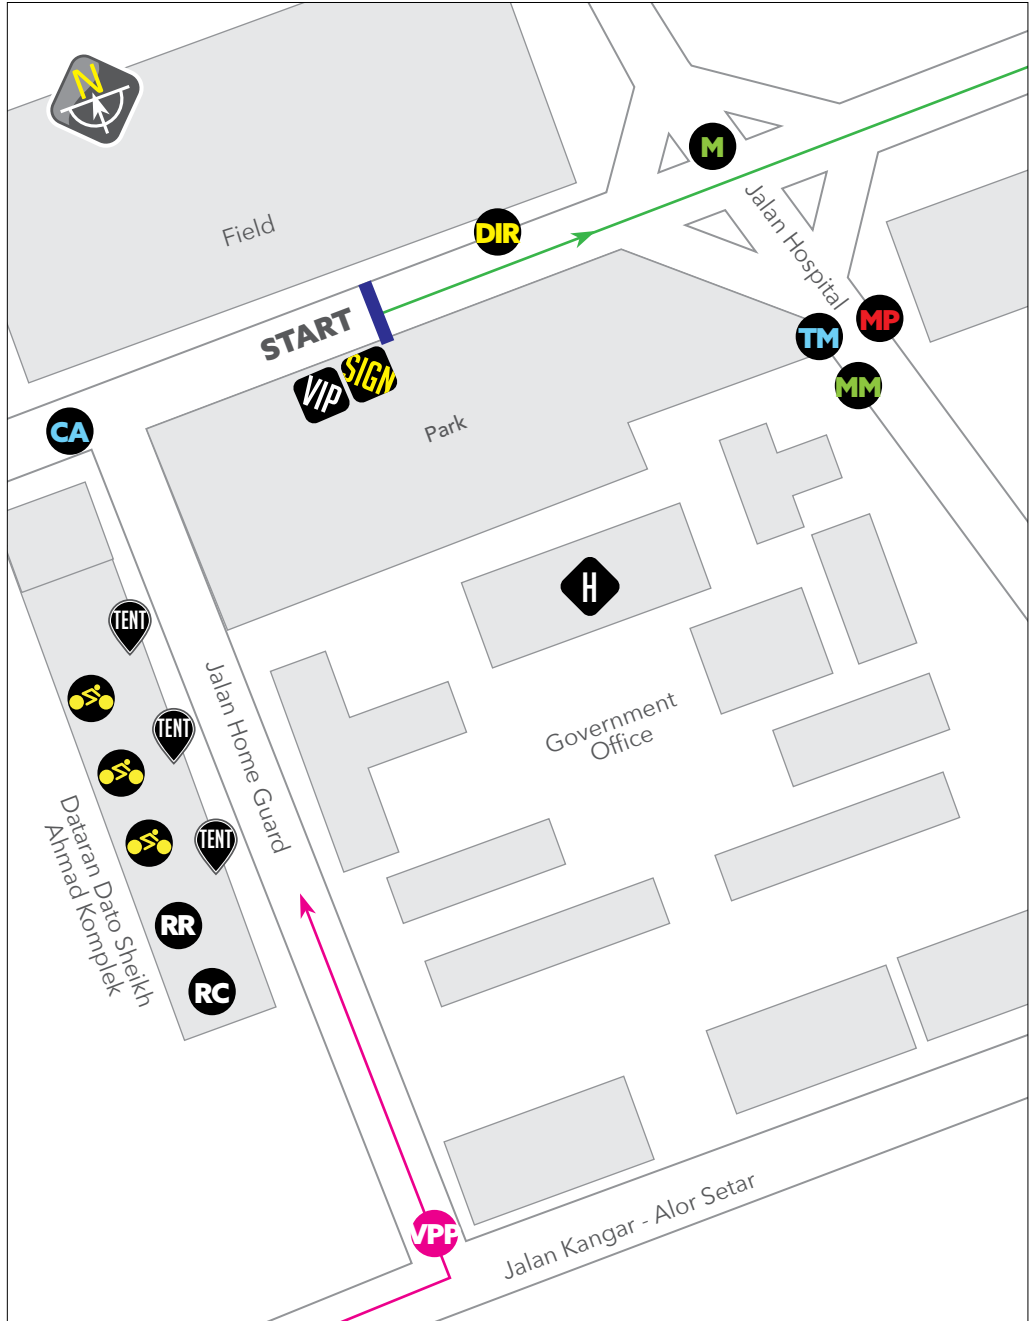 N
M
Field
DIR
Jalan Hospital
START
TM
MP
VIP
SIGN
MM
CA
Park
H
TENT
Jalan Home Guard
TENT
Government
Office
TENT
Dataran Dato Sheikh
Ahmad Komplek
RR
RC
VPP
Jalan Kangar - Alor Setar